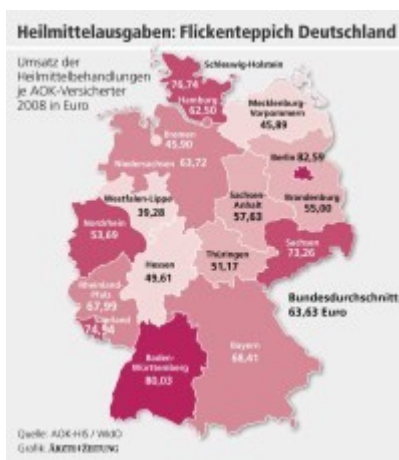 Heilmittelausgaben: Flickenteppich Deutschland
Umsatz der
Heilmittelbehandlungen
je AOK-Versicherter
2008 in Euro
Schleswig-Holstein
76,74
Hamburg
62,50
Mecklenburg-
Vorpommern
45,89
Bremen
45,90
Niedersachsen 63,72
Berlin 82,59
Brandenburg
55,00
Sachsen-
Anhalt
57,63
Westfalen-Lippe
39,28
Nordrhein
53,69
Sachsen
73,26
Thüringen
51,17
Hessen
49,61
Rheinland-
Pfalz
67,99
Saarland
74,94
Bundesdurchschnitt
63,63 Euro
Bayern
68,41
Baden-
Württemberg
80,03
Quelle: AOK-HIS / WIdO
Grafik: ÄRZTE ZEITUNG